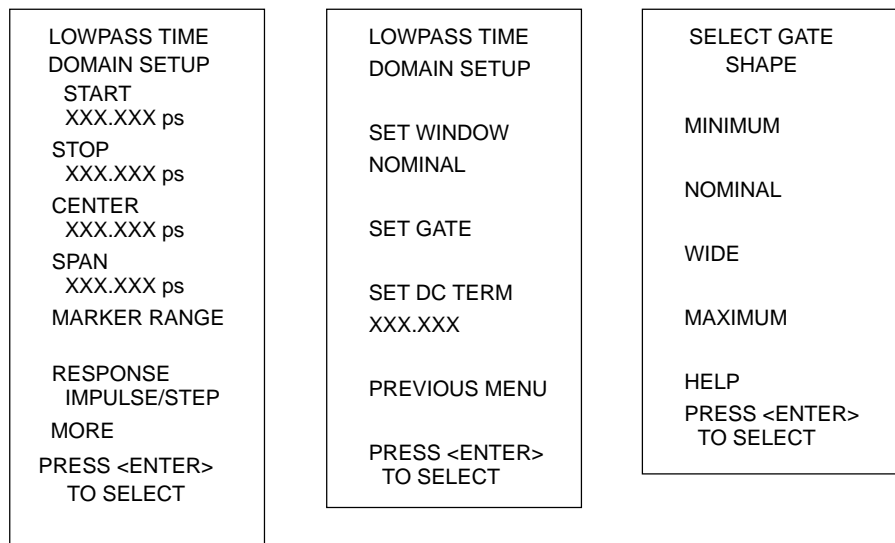 LOWPASS TIME
DOMAIN SETUP
START
XXX.XXX ps
STOP
XXX.XXX ps
CENTER
XXX.XXX ps
SPAN
XXX.XXX ps
MARKER RANGE
RESPONSE
IMPULSE/STEP
MORE
PRESS <ENTER>
TO SELECT
LOWPASS TIME
DOMAIN SETUP
SET WINDOW
NOMINAL
SET GATE
SET DC TERM
XXX.XXX
PREVIOUS MENU
PRESS <ENTER>
TO SELECT
SELECT GATE
SHAPE
MINIMUM
NOMINAL
WIDE
MAXIMUM
HELP
PRESS <ENTER>
TO SELECT